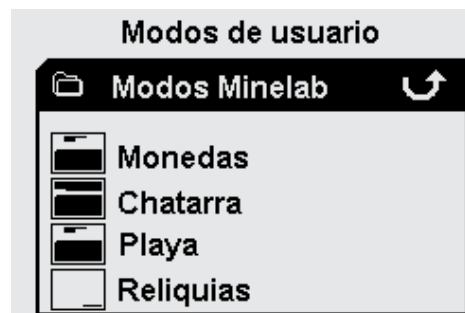 Modos de usuario
Modos Minelab
Monedas
Chatarra
Playa
Reliquias